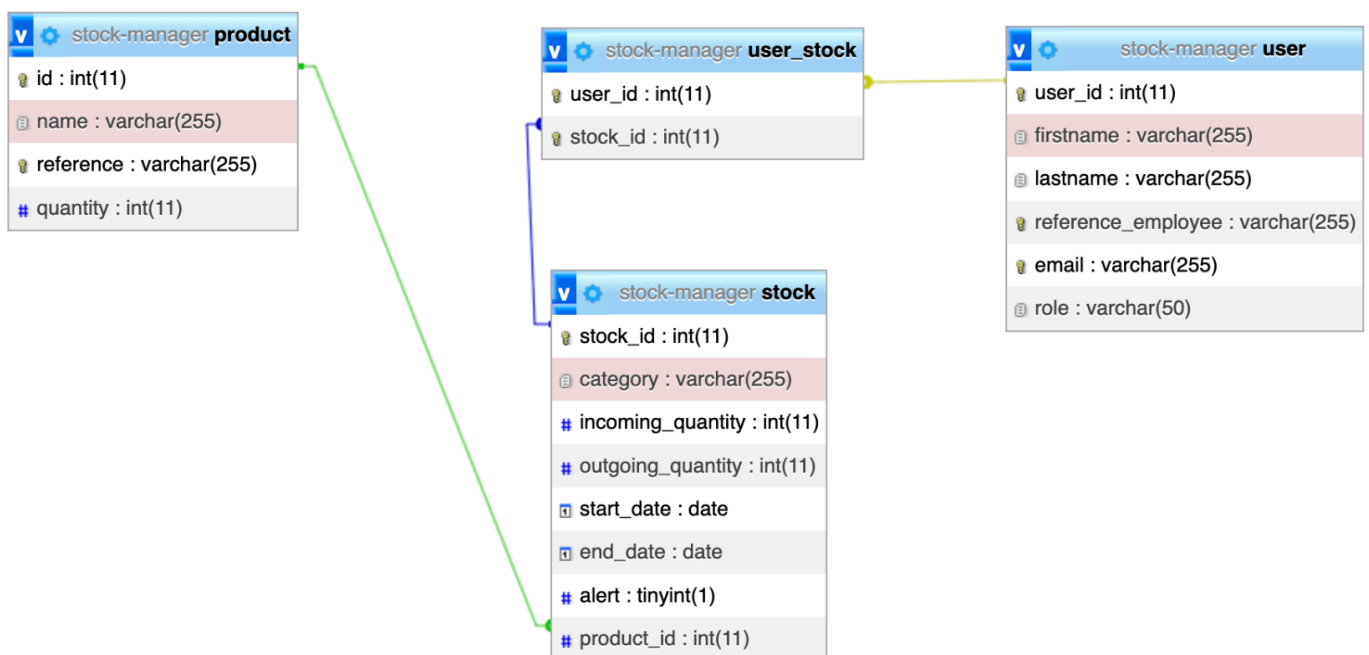 v stock-manager product
id : int(11)
name : varchar(255)
reference : varchar(255)
# quantity : int(11)
v stock-manager user_stock
user_id : int(11)
stock_id : int(11)
v stock-manager user
user_id : int(11)
firstname : varchar(255)
lastname : varchar(255)
reference_employee : varchar(255)
email : varchar(255)
role : varchar(50)
v stock-manager stock
stock_id : int(11)
category : varchar(255)
# incoming_quantity : int(11)
# outgoing_quantity : int(11)
start_date : date
end_date : date
# alert : tinyint(1)
# product_id : int(11)